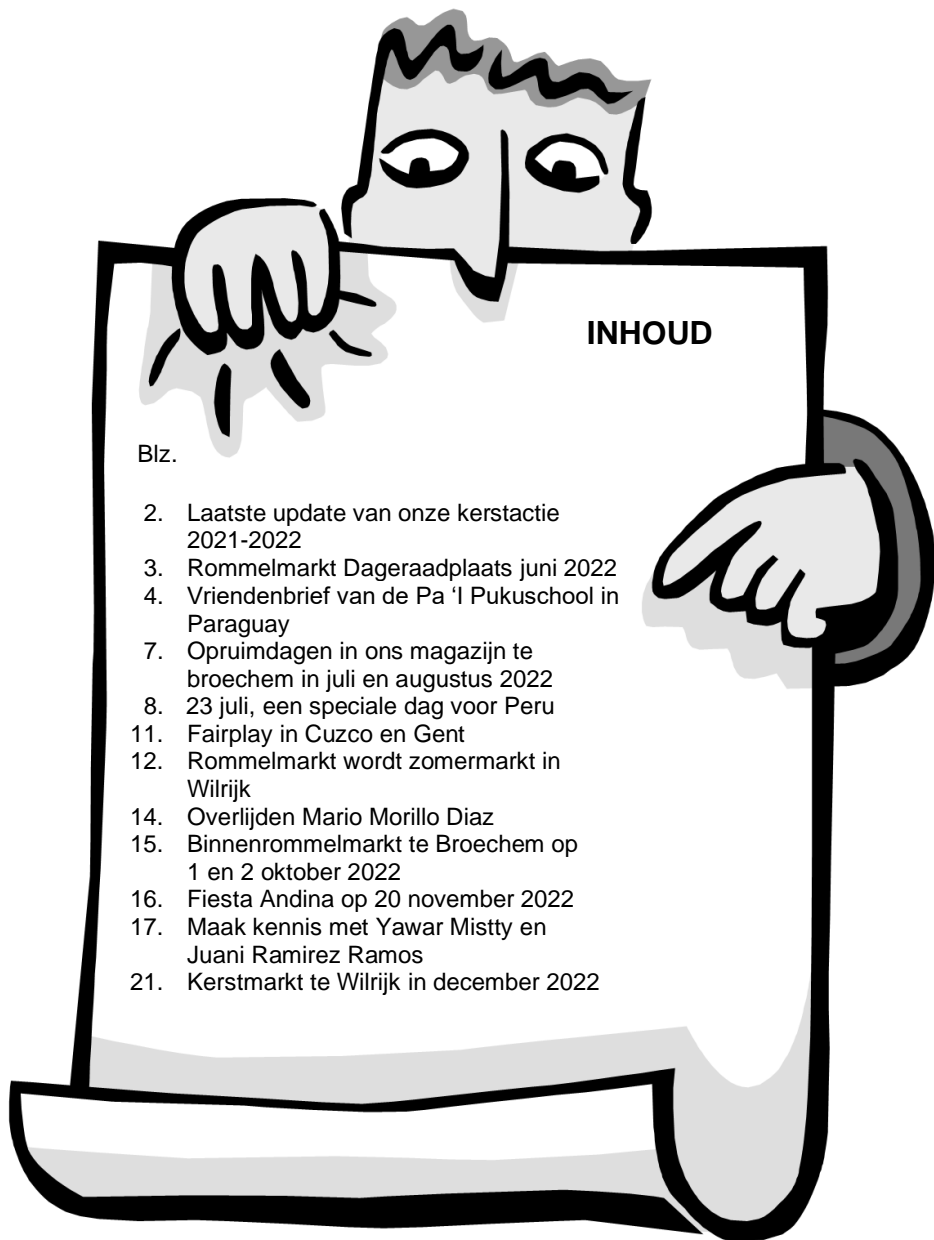 INHOUD
Blz.
2. Laatste update van onze kerstactie
2021-2022
3. Rommelmarkt Dageraadplaats juni 2022
4. Vriendenbrief van de Pa ‘I Pukuschool in
Paraguay
7. Opruimdagen in ons magazijn te
broechem in juli en augustus 2022
8. 23 juli, een speciale dag voor Peru
11. Fairplay in Cuzco en Gent
12. Rommelmarkt wordt zomermarkt in
Wilrijk
14. Overlijden Mario Morillo Diaz
15. Binnenrommelmarkt te Broechem op
1 en 2 oktober 2022
16. Fiesta Andina op 20 november 2022
17. Maak kennis met Yawar Mistty en
Juani Ramirez Ramos
21. Kerstmarkt te Wilrijk in december 2022